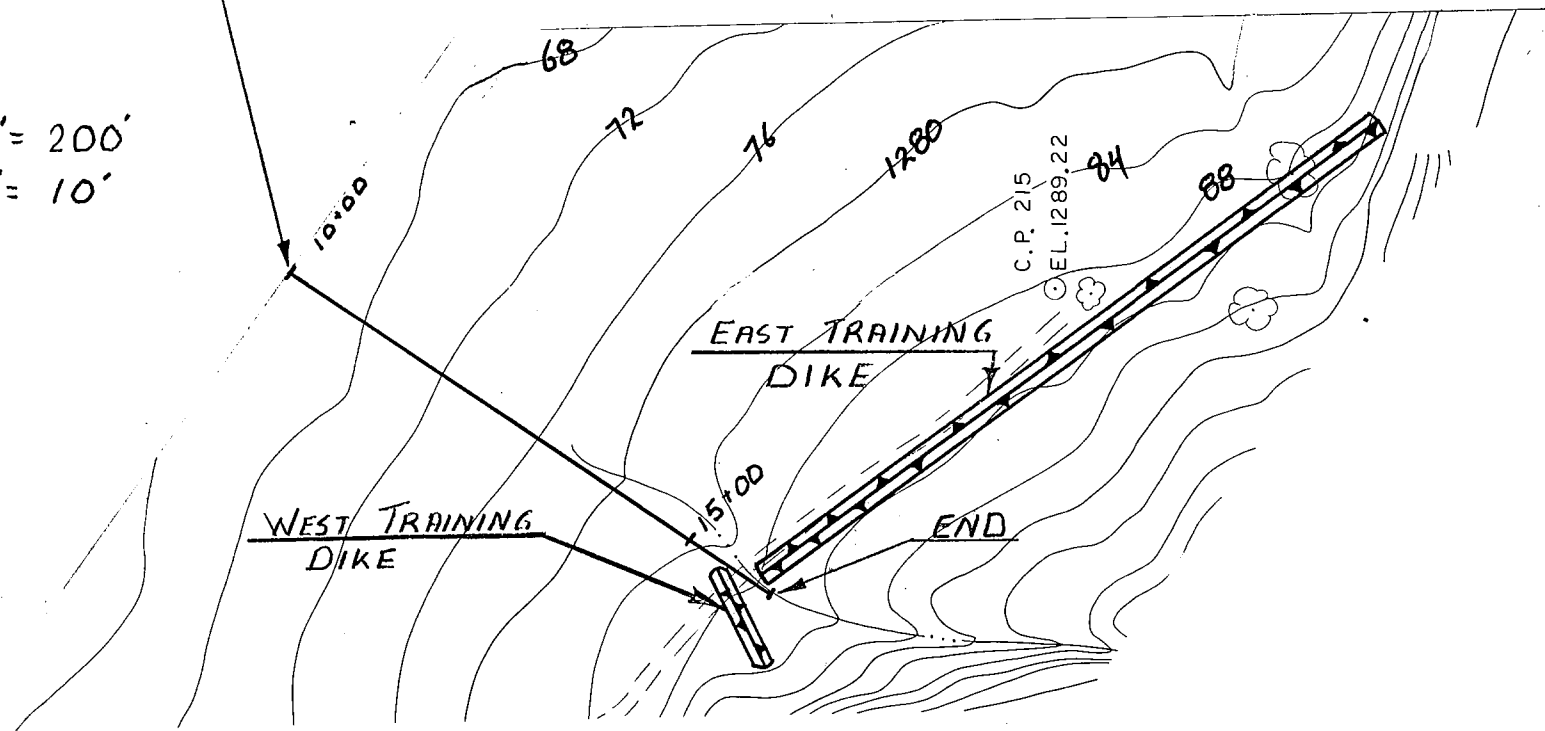 68
72
76
1280
84
88
″= 200′
″= 10′
10+00
C.P. 215
EL.1289.22
EAST TRAINING
DIKE
15+00
WEST TRAINING
DIKE
END